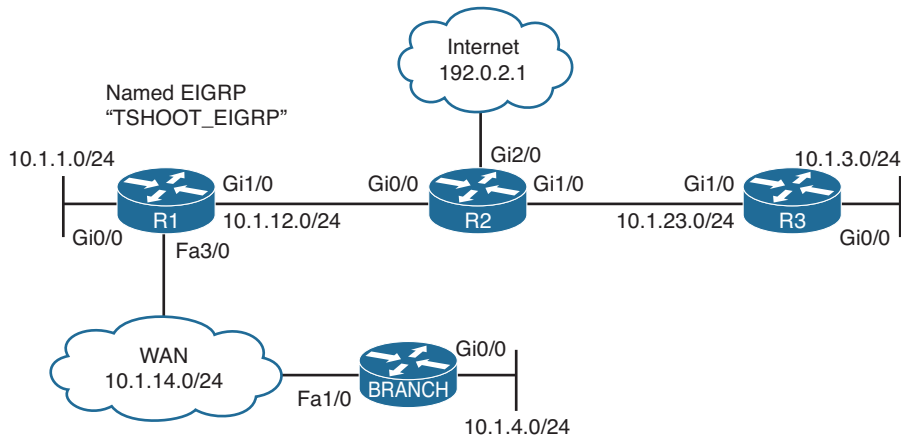 Internet
192.0.2.1
Named EIGRP
“TSHOOT_EIGRP”
10.1.1.0/24
Gi2/0
10.1.3.0/24
Gi1/0
Gi0/0
Gi1/0
Gi1/0
R1
R2
R3
Gi0/0
10.1.12.0/24
10.1.23.0/24
Gi0/0
Fa3/0
WAN
10.1.14.0/24
Gi0/0
Fa1/0
BRANCH
10.1.4.0/24